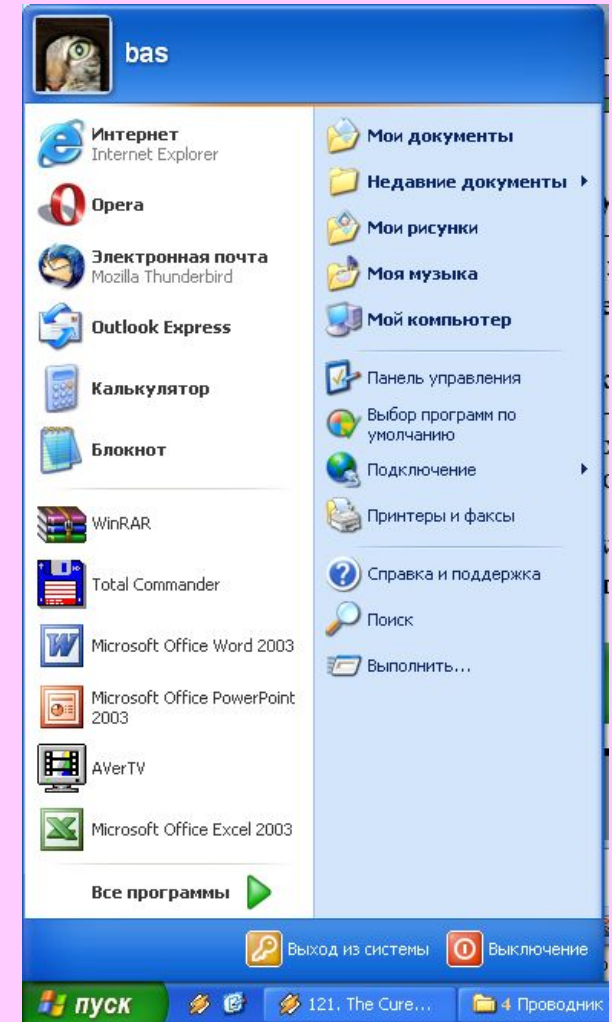 bas
Интернет
Internet Explorer
Opera
Электронная почта
Mozilla Thunderbird
Outlook Express
Калькулятор
Блокнот
WinRAR
Total Commander
Microsoft Office Word 2003
Microsoft Office PowerPoint
2003
AVerTV
Microsoft Office Excel 2003
Все программы
Мои документы
Недавние документы
Мои рисунки
Моя музыка
Мой компьютер
Панель управления
Выбор программ по
умолчанию
Подключение
Принтеры и факсы
Справка и поддержка
Поиск
Выполнить...
Выход из системы
Выключение
пуск
121. The Cure...
4 Проводник